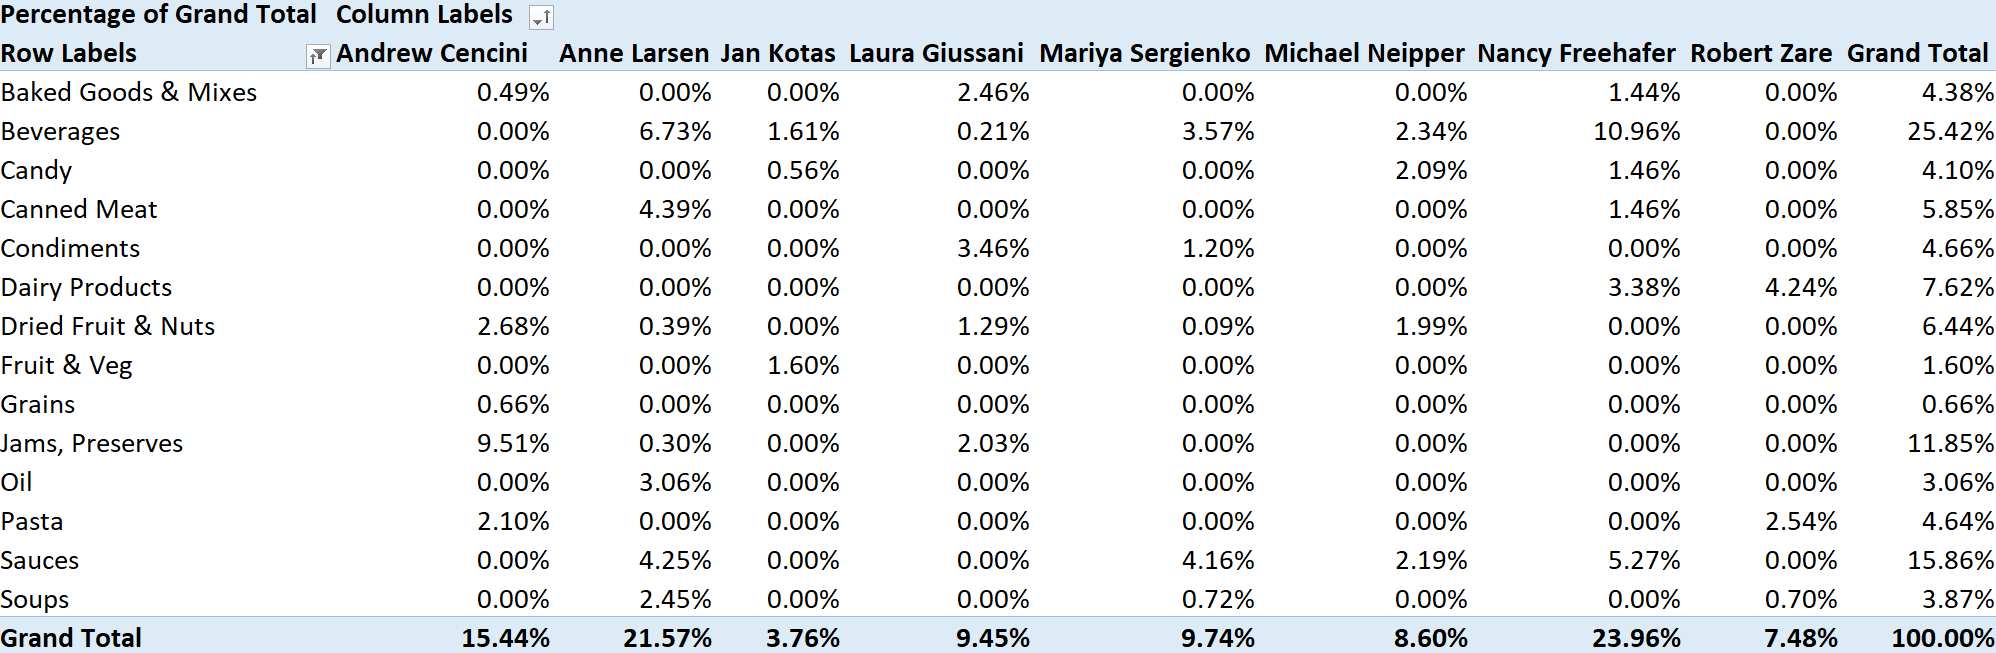 Percentage of Grand Total Column Labels
Row Labels Andrew Cencini Anne Larsen Jan Kotas Laura Giussani Mariya Sergienko Michael Neipper Nancy Freehafer Robert Zare Grand Total
Baked Goods & Mixes 0.49% 0.00% 0.00% 2.46% 0.00% 0.00% 1.44% 0.00% 4.38%
Beverages 0.00% 6.73% 1.61% 0.21% 3.57% 2.34% 10.96% 0.00% 25.42%
Candy 0.00% 0.00% 0.56% 0.00% 0.00% 2.09% 1.46% 0.00% 4.10%
Canned Meat 0.00% 4.39% 0.00% 0.00% 0.00% 0.00% 1.46% 0.00% 5.85%
Condiments 0.00% 0.00% 0.00% 3.46% 1.20% 0.00% 0.00% 0.00% 4.66%
Dairy Products 0.00% 0.00% 0.00% 0.00% 0.00% 0.00% 3.38% 4.24% 7.62%
Dried Fruit & Nuts 2.68% 0.39% 0.00% 1.29% 0.09% 1.99% 0.00% 0.00% 6.44%
Fruit & Veg 0.00% 0.00% 1.60% 0.00% 0.00% 0.00% 0.00% 0.00% 1.60%
Grains 0.66% 0.00% 0.00% 0.00% 0.00% 0.00% 0.00% 0.00% 0.66%
Jams, Preserves 9.51% 0.30% 0.00% 2.03% 0.00% 0.00% 0.00% 0.00% 11.85%
Oil 0.00% 3.06% 0.00% 0.00% 0.00% 0.00% 0.00% 0.00% 3.06%
Pasta 2.10% 0.00% 0.00% 0.00% 0.00% 0.00% 0.00% 2.54% 4.64%
Sauces 0.00% 4.25% 0.00% 0.00% 4.16% 2.19% 5.27% 0.00% 15.86%
Soups 0.00% 2.45% 0.00% 0.00% 0.72% 0.00% 0.00% 0.70% 3.87%
Grand Total 15.44% 21.57% 3.76% 9.45% 9.74% 8.60% 23.96% 7.48% 100.00%